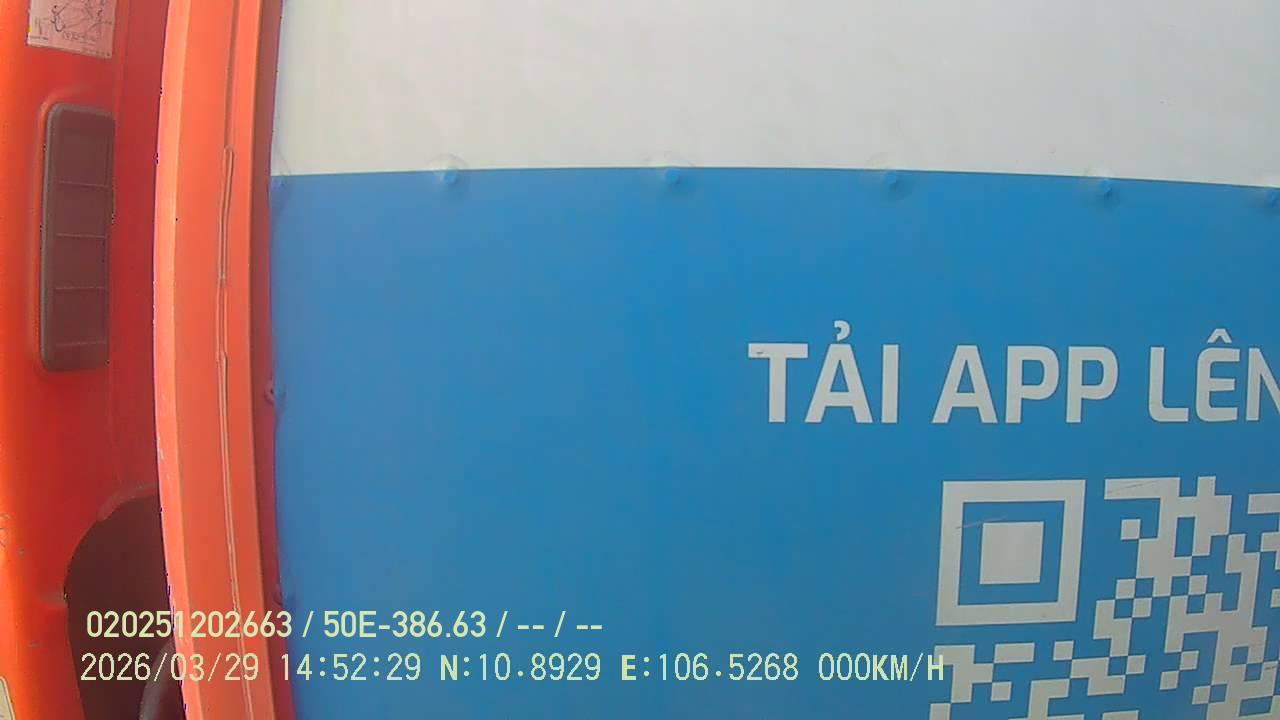 TẢI APP LÊN
020251202663 / 50E-386.63 / -- / --
2026/03/29 14:52:29 N:10.8929 E:106.5268 000KM/H